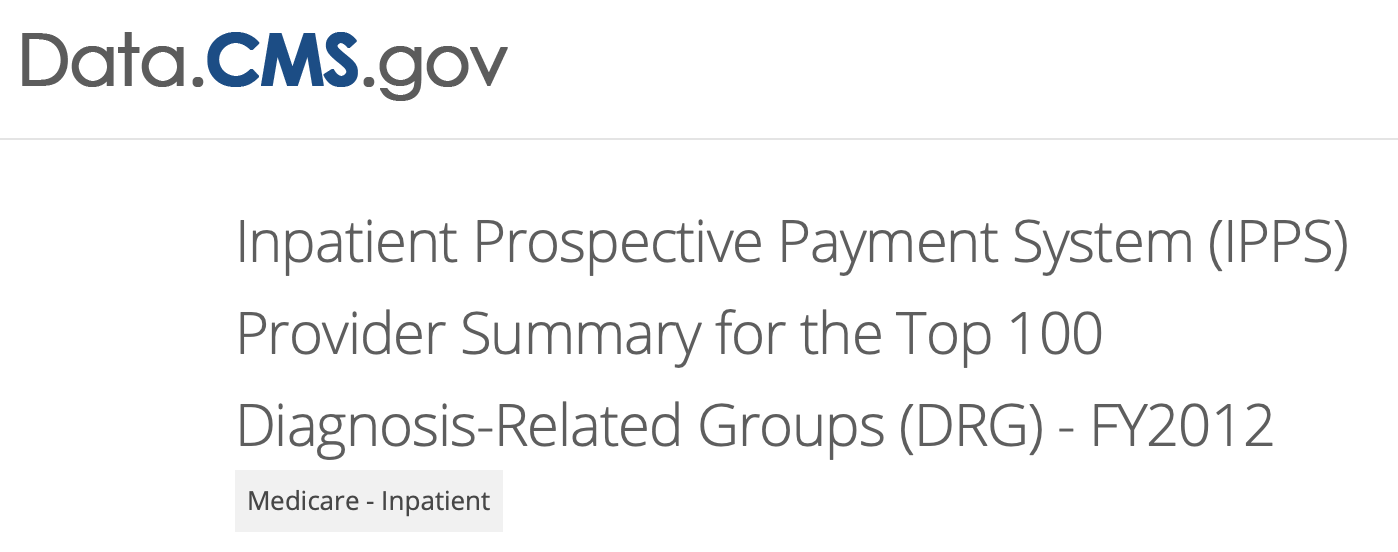 Data.CMS.gov
Inpatient Prospective Payment System (IPPS)
Provider Summary for the Top 100
Diagnosis-Related Groups (DRG) - FY2012
Medicare - Inpatient